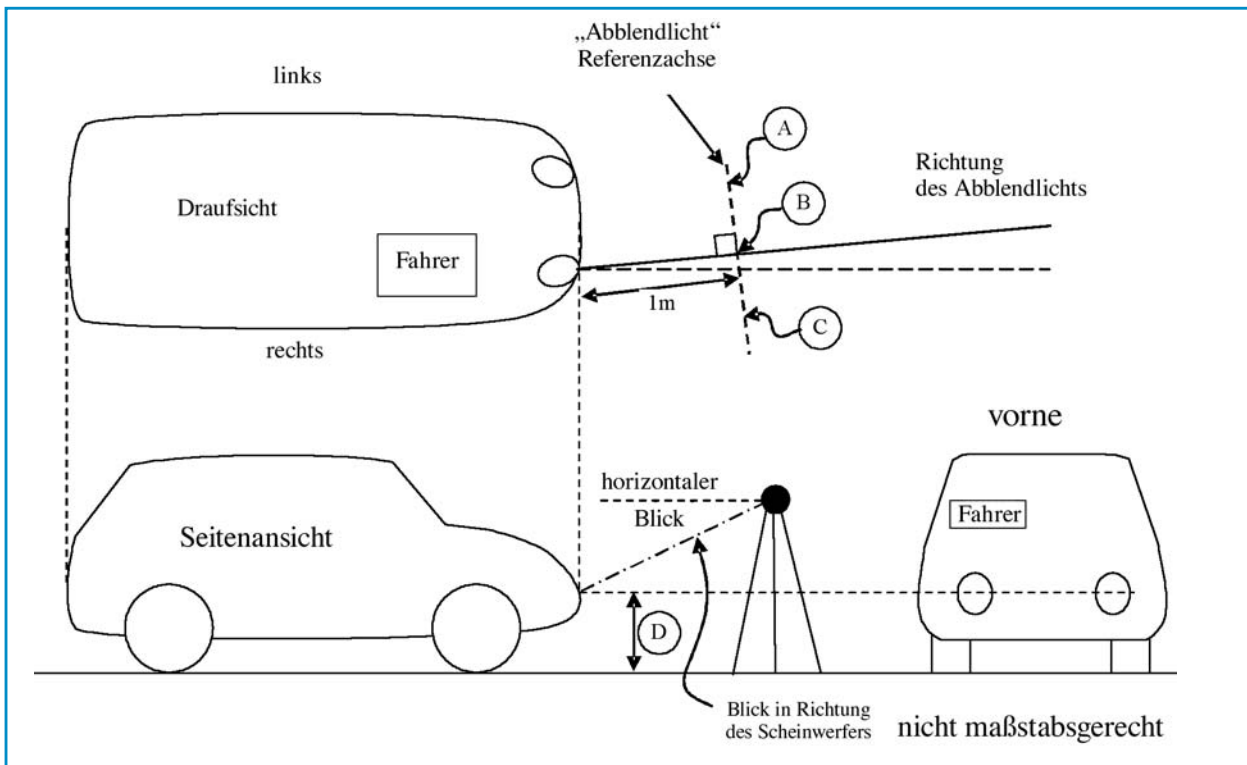 „Abblendlicht“
Referenzachse
links
A
Richtung
des Abblendlichts
B
Draufsicht
Fahrer
1m
C
rechts
vorne
horizontaler
Blick
Fahrer
Seitenansicht
D
Blick in Richtung
des Scheinwerfers
nicht maßstabsgerecht